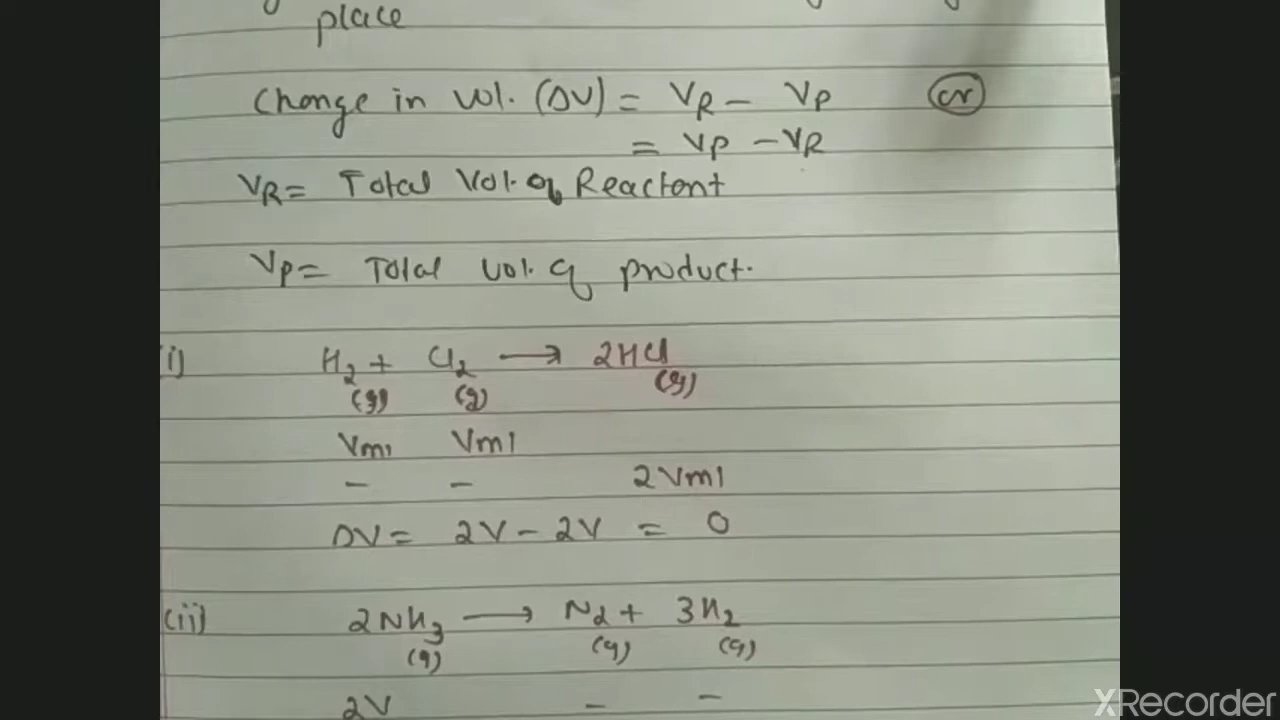 place
Change in vol. (ΔV) = VR - VP (or)
= VP - VR
VR = Total Vol. of Reactent
VP = Total vol. of product.
(i) H2 + Cl2 → 2HCl
(g) (g) (g)
Vml Vml
- - 2Vml
ΔV = 2V - 2V = 0
(ii) 2NH3 → N2 + 3H2
(g) (g) (g)
2V - -
XRecorder